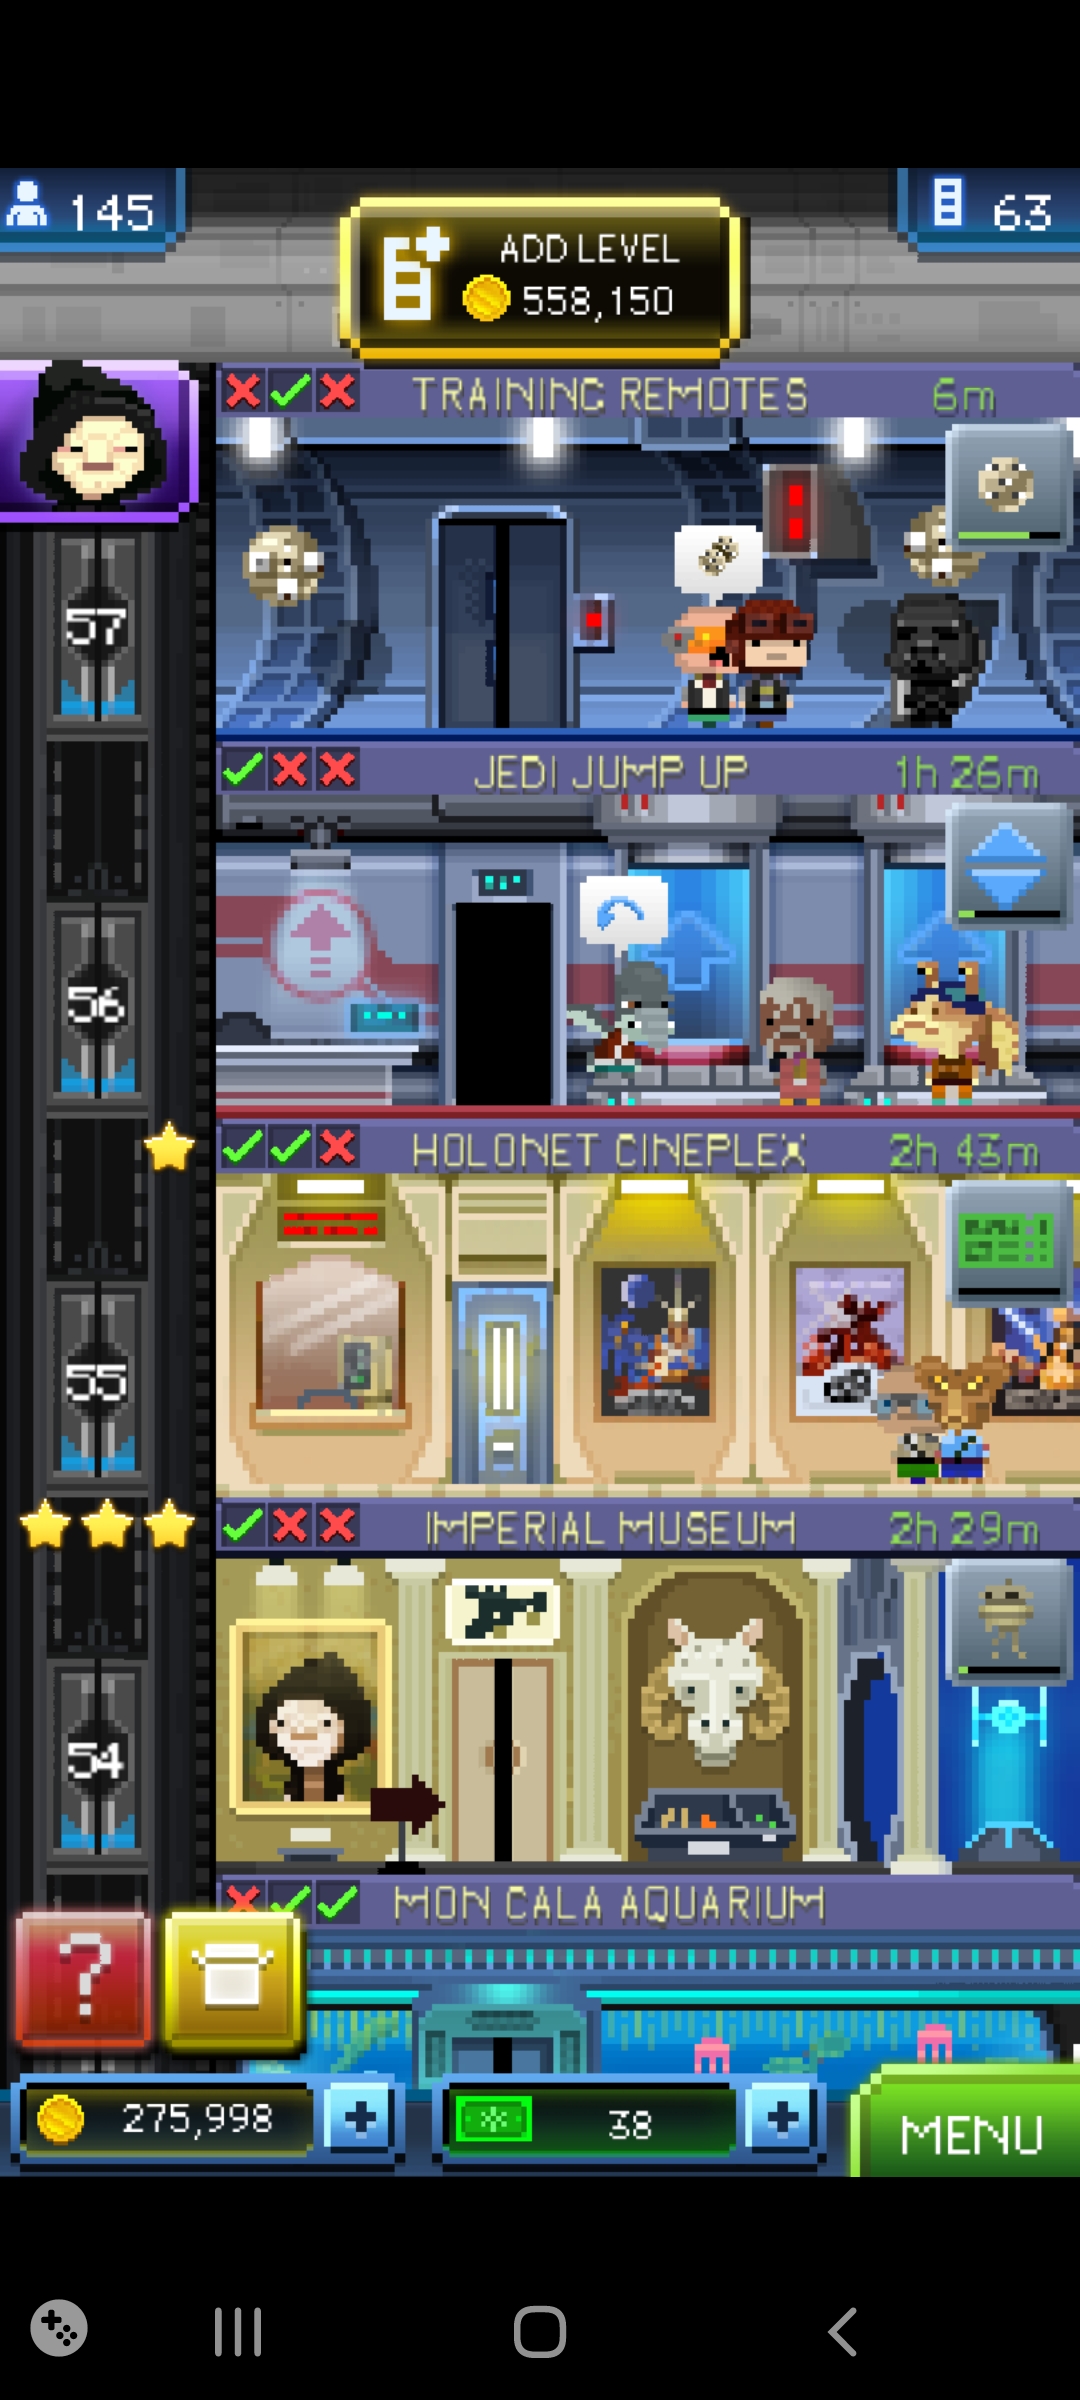 145
ADD LEVEL
558,150
63
TRAINING REMOTES 6m
57
JEDI JUMP UP 1h 26m
56
HOLONET CINEPLEX 2h 43m
55
IMPERIAL MUSEUM 2h 29m
54
MON CALA AQUARIUM
?
275,998 + 38 + MENU